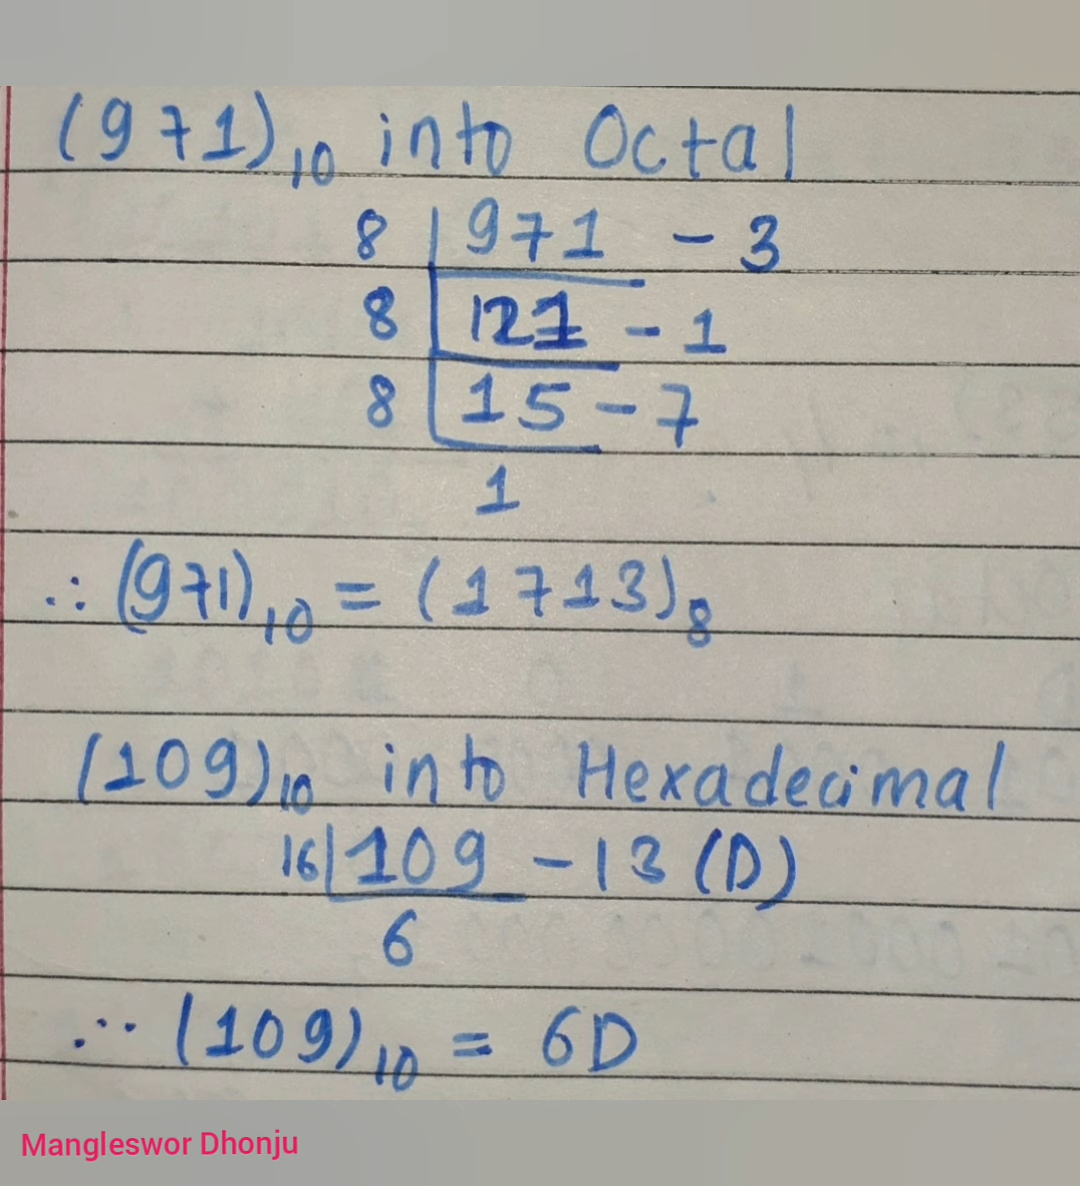 (971)₁₀ into Octal
8 | 971 - 3
8 | 121 - 1
8 | 15 - 7
1
∴ (971)₁₀ = (1713)₈
(109)₁₀ into Hexadecimal
16 | 109 - 13 (D)
6
∴ (109)₁₀ = 6D
Mangleswor Dhonju